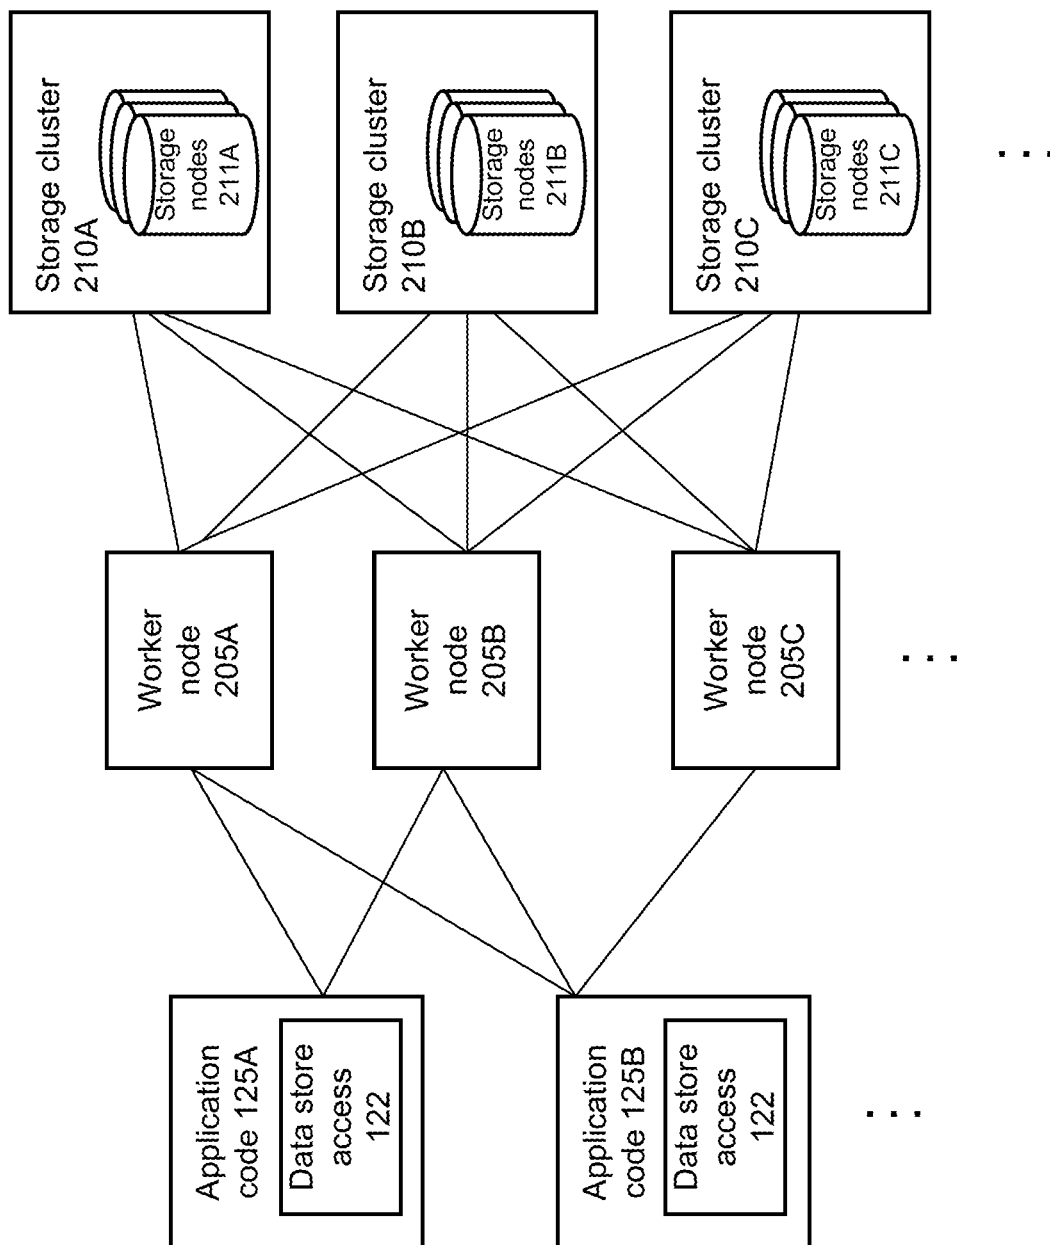 Storage cluster
210A
Storage
nodes
211A
Storage cluster
210B
Storage
nodes
211B
Storage cluster
210C
Storage
nodes
211C
. . .
Worker
node
205A
Worker
node
205B
Worker
node
205C
. . .
Application
code 125A
Data store
access
122
Application
code 125B
Data store
access
122
. . .